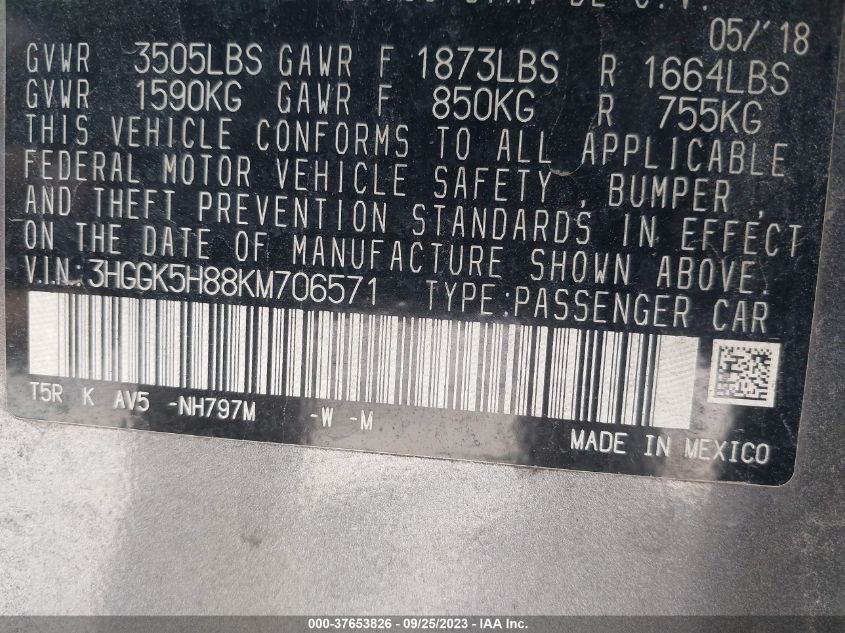 DE C.V.
05/'18
GVWR 3505LBS GAWR F 1873LBS R 1664LBS
GVWR 1590KG GAWR F 850KG R 755KG
THIS VEHICLE CONFORMS TO ALL APPLICABLE
FEDERAL MOTOR VEHICLE SAFETY , BUMPER ,
AND THEFT PREVENTION STANDARDS IN EFFECT
ON THE DATE OF MANUFACTURE SHOWN ABOVE.
V.I.N.:3HGGK5H88KM706571 TYPE:PASSENGER CAR
T5R K AV5 -NH797M -W -M
MADE IN MEXICO
000-37653826 - 09/25/2023 - IAA Inc.